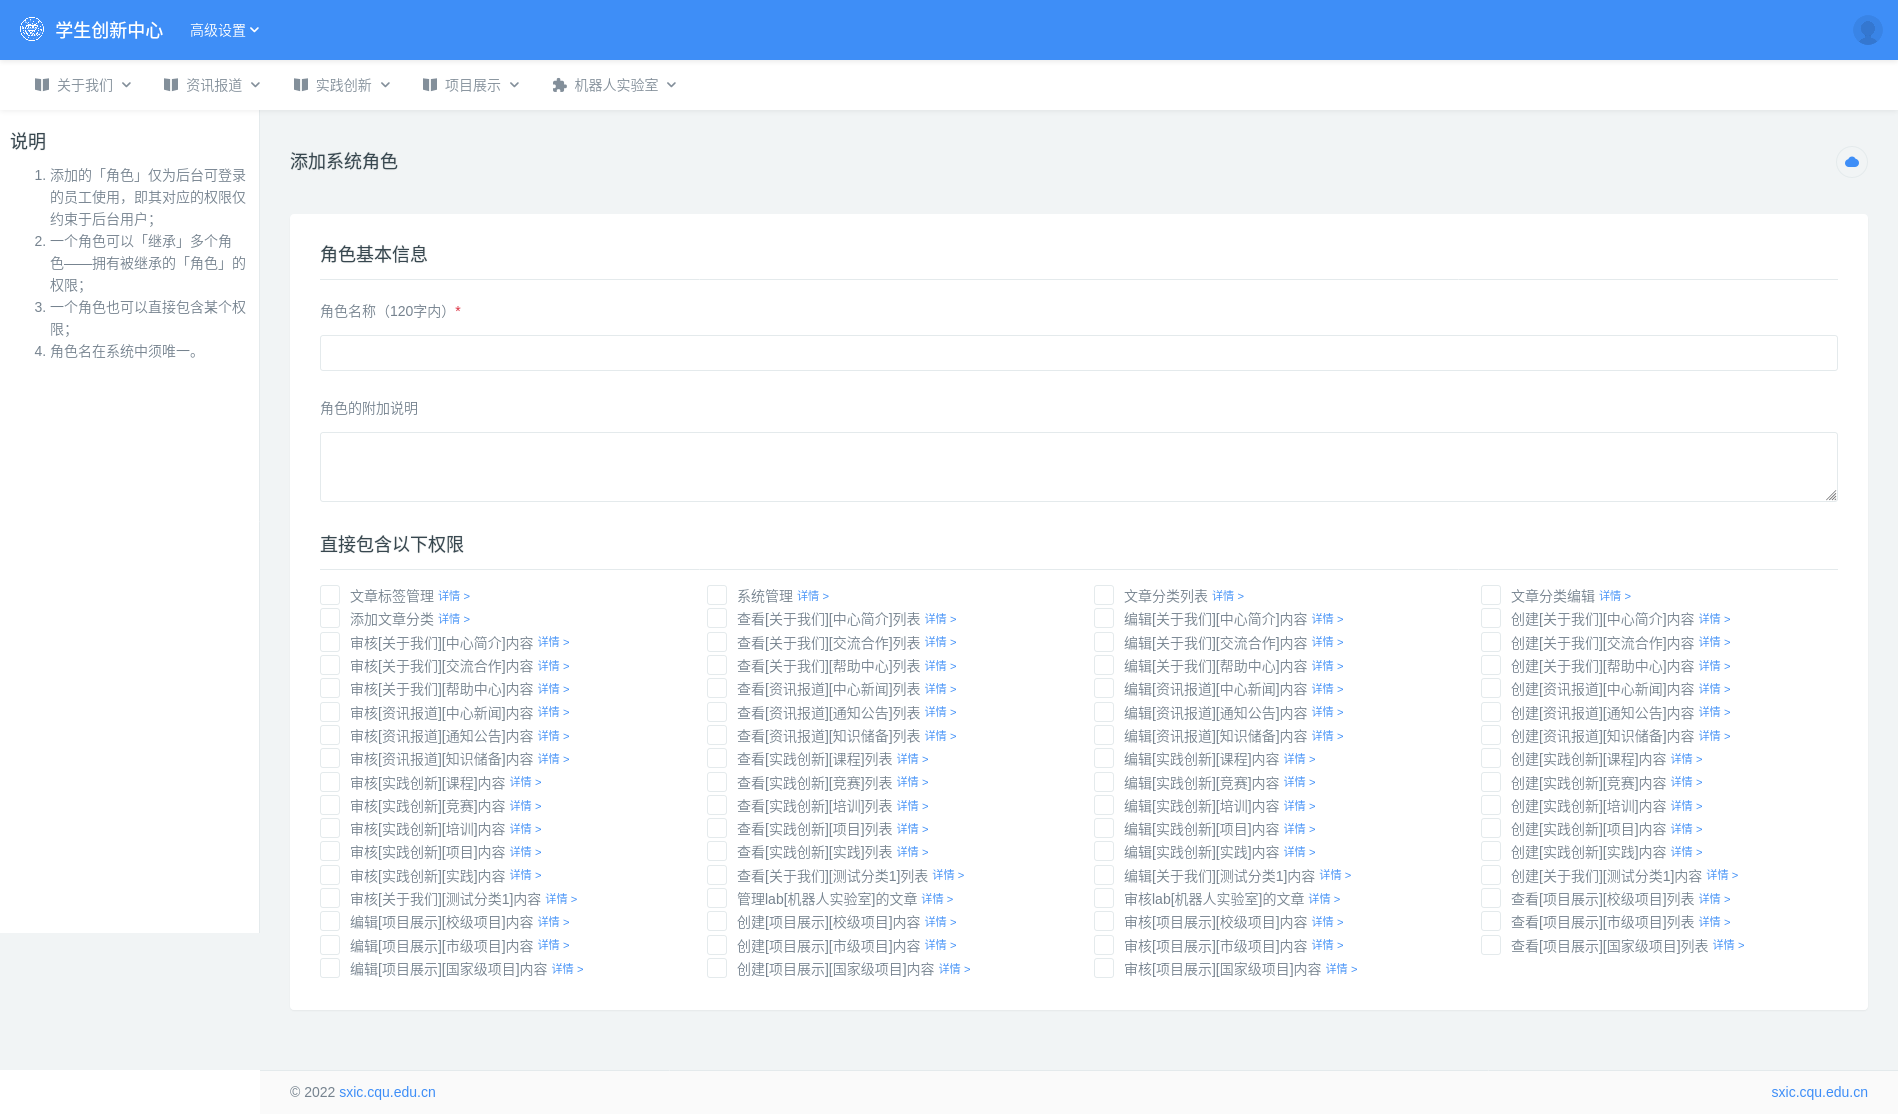 学生创新中心 高级设置
关于我们 资讯报道 实践创新 项目展示 机器人实验室
说明
1. 添加的「角色」仅为后台可登录
的员工使用，即其对应的权限仅
约束于后台用户；
2. 一个角色可以「继承」多个角
色——拥有被继承的「角色」的
权限；
3. 一个角色也可以直接包含某个权
限；
4. 角色名在系统中须唯一。
添加系统角色
角色基本信息
角色名称（120字内）*
角色的附加说明
直接包含以下权限
文章标签管理 详情 > 系统管理 详情 > 文章分类列表 详情 > 文章分类编辑 详情 >
添加文章分类 详情 > 查看[关于我们][中心简介]列表 详情 > 编辑[关于我们][中心简介]内容 详情 > 创建[关于我们][中心简介]内容 详情 >
审核[关于我们][中心简介]内容 详情 > 查看[关于我们][交流合作]列表 详情 > 编辑[关于我们][交流合作]内容 详情 > 创建[关于我们][交流合作]内容 详情 >
审核[关于我们][交流合作]内容 详情 > 查看[关于我们][帮助中心]列表 详情 > 编辑[关于我们][帮助中心]内容 详情 > 创建[关于我们][帮助中心]内容 详情 >
审核[关于我们][帮助中心]内容 详情 > 查看[资讯报道][中心新闻]列表 详情 > 编辑[资讯报道][中心新闻]内容 详情 > 创建[资讯报道][中心新闻]内容 详情 >
审核[资讯报道][中心新闻]内容 详情 > 查看[资讯报道][通知公告]列表 详情 > 编辑[资讯报道][通知公告]内容 详情 > 创建[资讯报道][通知公告]内容 详情 >
审核[资讯报道][通知公告]内容 详情 > 查看[资讯报道][知识储备]列表 详情 > 编辑[资讯报道][知识储备]内容 详情 > 创建[资讯报道][知识储备]内容 详情 >
审核[资讯报道][知识储备]内容 详情 > 查看[实践创新][课程]列表 详情 > 编辑[实践创新][课程]内容 详情 > 创建[实践创新][课程]内容 详情 >
审核[实践创新][课程]内容 详情 > 查看[实践创新][竞赛]列表 详情 > 编辑[实践创新][竞赛]内容 详情 > 创建[实践创新][竞赛]内容 详情 >
审核[实践创新][竞赛]内容 详情 > 查看[实践创新][培训]列表 详情 > 编辑[实践创新][培训]内容 详情 > 创建[实践创新][培训]内容 详情 >
审核[实践创新][培训]内容 详情 > 查看[实践创新][项目]列表 详情 > 编辑[实践创新][项目]内容 详情 > 创建[实践创新][项目]内容 详情 >
审核[实践创新][项目]内容 详情 > 查看[实践创新][实践]列表 详情 > 编辑[实践创新][实践]内容 详情 > 创建[实践创新][实践]内容 详情 >
审核[实践创新][实践]内容 详情 > 查看[关于我们][测试分类1]列表 详情 > 编辑[关于我们][测试分类1]内容 详情 > 创建[关于我们][测试分类1]内容 详情 >
审核[关于我们][测试分类1]内容 详情 > 管理lab[机器人实验室]的文章 详情 > 审核lab[机器人实验室]的文章 详情 > 查看[项目展示][校级项目]列表 详情 >
编辑[项目展示][校级项目]内容 详情 > 创建[项目展示][校级项目]内容 详情 > 审核[项目展示][校级项目]内容 详情 > 查看[项目展示][市级项目]列表 详情 >
编辑[项目展示][市级项目]内容 详情 > 创建[项目展示][市级项目]内容 详情 > 审核[项目展示][市级项目]内容 详情 > 查看[项目展示][国家级项目]列表 详情 >
编辑[项目展示][国家级项目]内容 详情 > 创建[项目展示][国家级项目]内容 详情 > 审核[项目展示][国家级项目]内容 详情 >
© 2022 sxic.cqu.edu.cn sxic.cqu.edu.cn